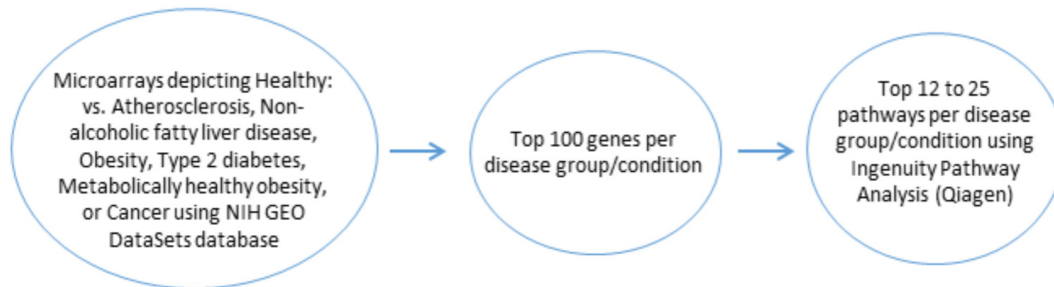 Microarrays depicting Healthy:
vs. Atherosclerosis, Non-
alcoholic fatty liver disease,
Obesity, Type 2 diabetes,
Metabolically healthy obesity,
or Cancer using NIH GEO
DataSets database
Top 100 genes per
disease group/condition
Top 12 to 25
pathways per disease
group/condition using
Ingenuity Pathway
Analysis (Qiagen)